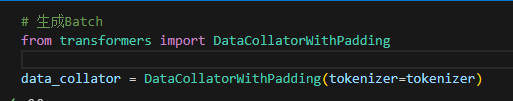 # 生成Batch
from transformers import DataCollatorWithPadding
data_collator = DataCollatorWithPadding(tokenizer=tokenizer)